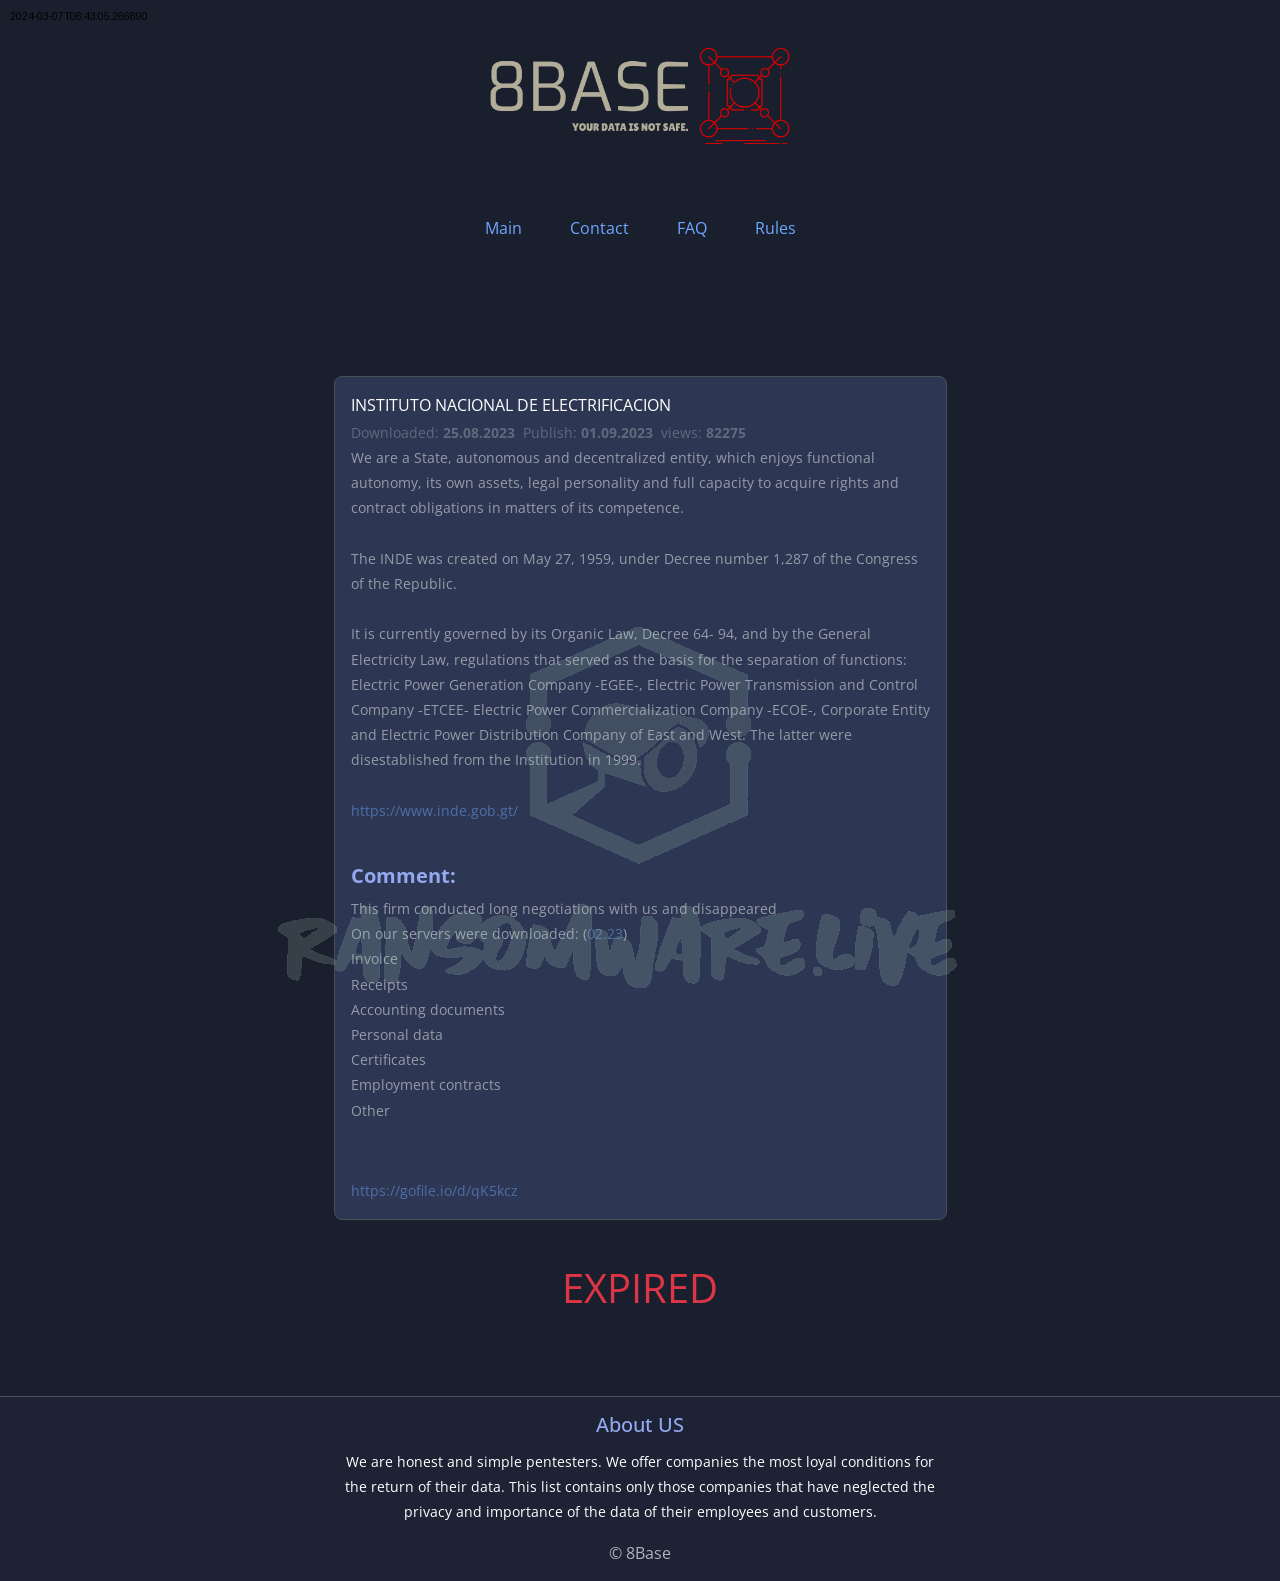 2024-03-07T06:43:05.266690
8BASE
YOUR DATA IS NOT SAFE.
Main Contact FAQ Rules
INSTITUTO NACIONAL DE ELECTRIFICACION
Downloaded: 25.08.2023 Publish: 01.09.2023 views: 82275
We are a State, autonomous and decentralized entity, which enjoys functional
autonomy, its own assets, legal personality and full capacity to acquire rights and
contract obligations in matters of its competence.
The INDE was created on May 27, 1959, under Decree number 1,287 of the Congress
of the Republic.
It is currently governed by its Organic Law, Decree 64- 94, and by the General
Electricity Law, regulations that served as the basis for the separation of functions:
Electric Power Generation Company -EGEE-, Electric Power Transmission and Control
Company -ETCEE- Electric Power Commercialization Company -ECOE-, Corporate Entity
and Electric Power Distribution Company of East and West. The latter were
disestablished from the Institution in 1999.
https://www.inde.gob.gt/
Comment:
This firm conducted long negotiations with us and disappeared
On our servers were downloaded: (02.23)
RANSOMWARE.LIVE
Invoice
Receipts
Accounting documents
Personal data
Certificates
Employment contracts
Other
https://gofile.io/d/qK5kcz
EXPIRED
About US
We are honest and simple pentesters. We offer companies the most loyal conditions for
the return of their data. This list contains only those companies that have neglected the
privacy and importance of the data of their employees and customers.
© 8Base